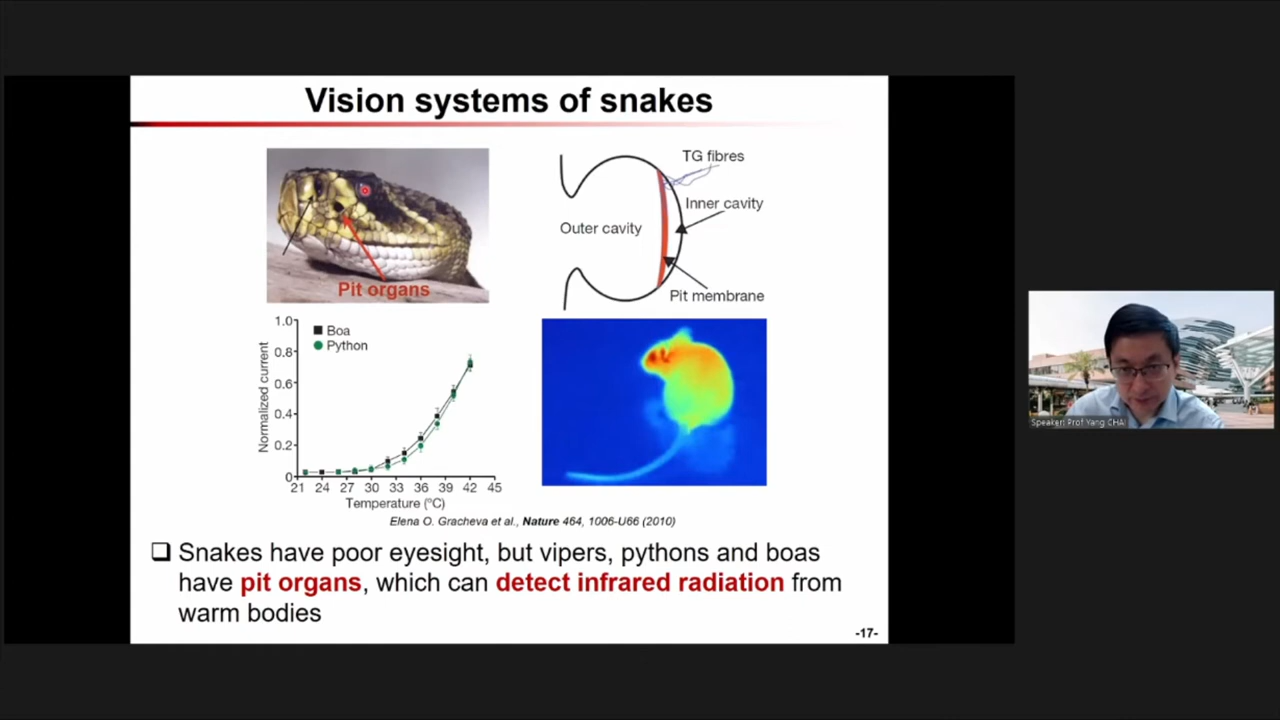 Vision systems of snakes
Pit organs
TG fibres
Inner cavity
Outer cavity
Pit membrane
1.0
0.8
0.6
0.4
0.2
0
Normalized current
Boa
Python
21 24 27 30 33 36 39 42 45
Temperature (ºC)
Elena O. Gracheva et al., Nature 464, 1006-U66 (2010)
Snakes have poor eyesight, but vipers, pythons and boas
have pit organs, which can detect infrared radiation from
warm bodies
-17-
Speaker| Prof Yang CHAI